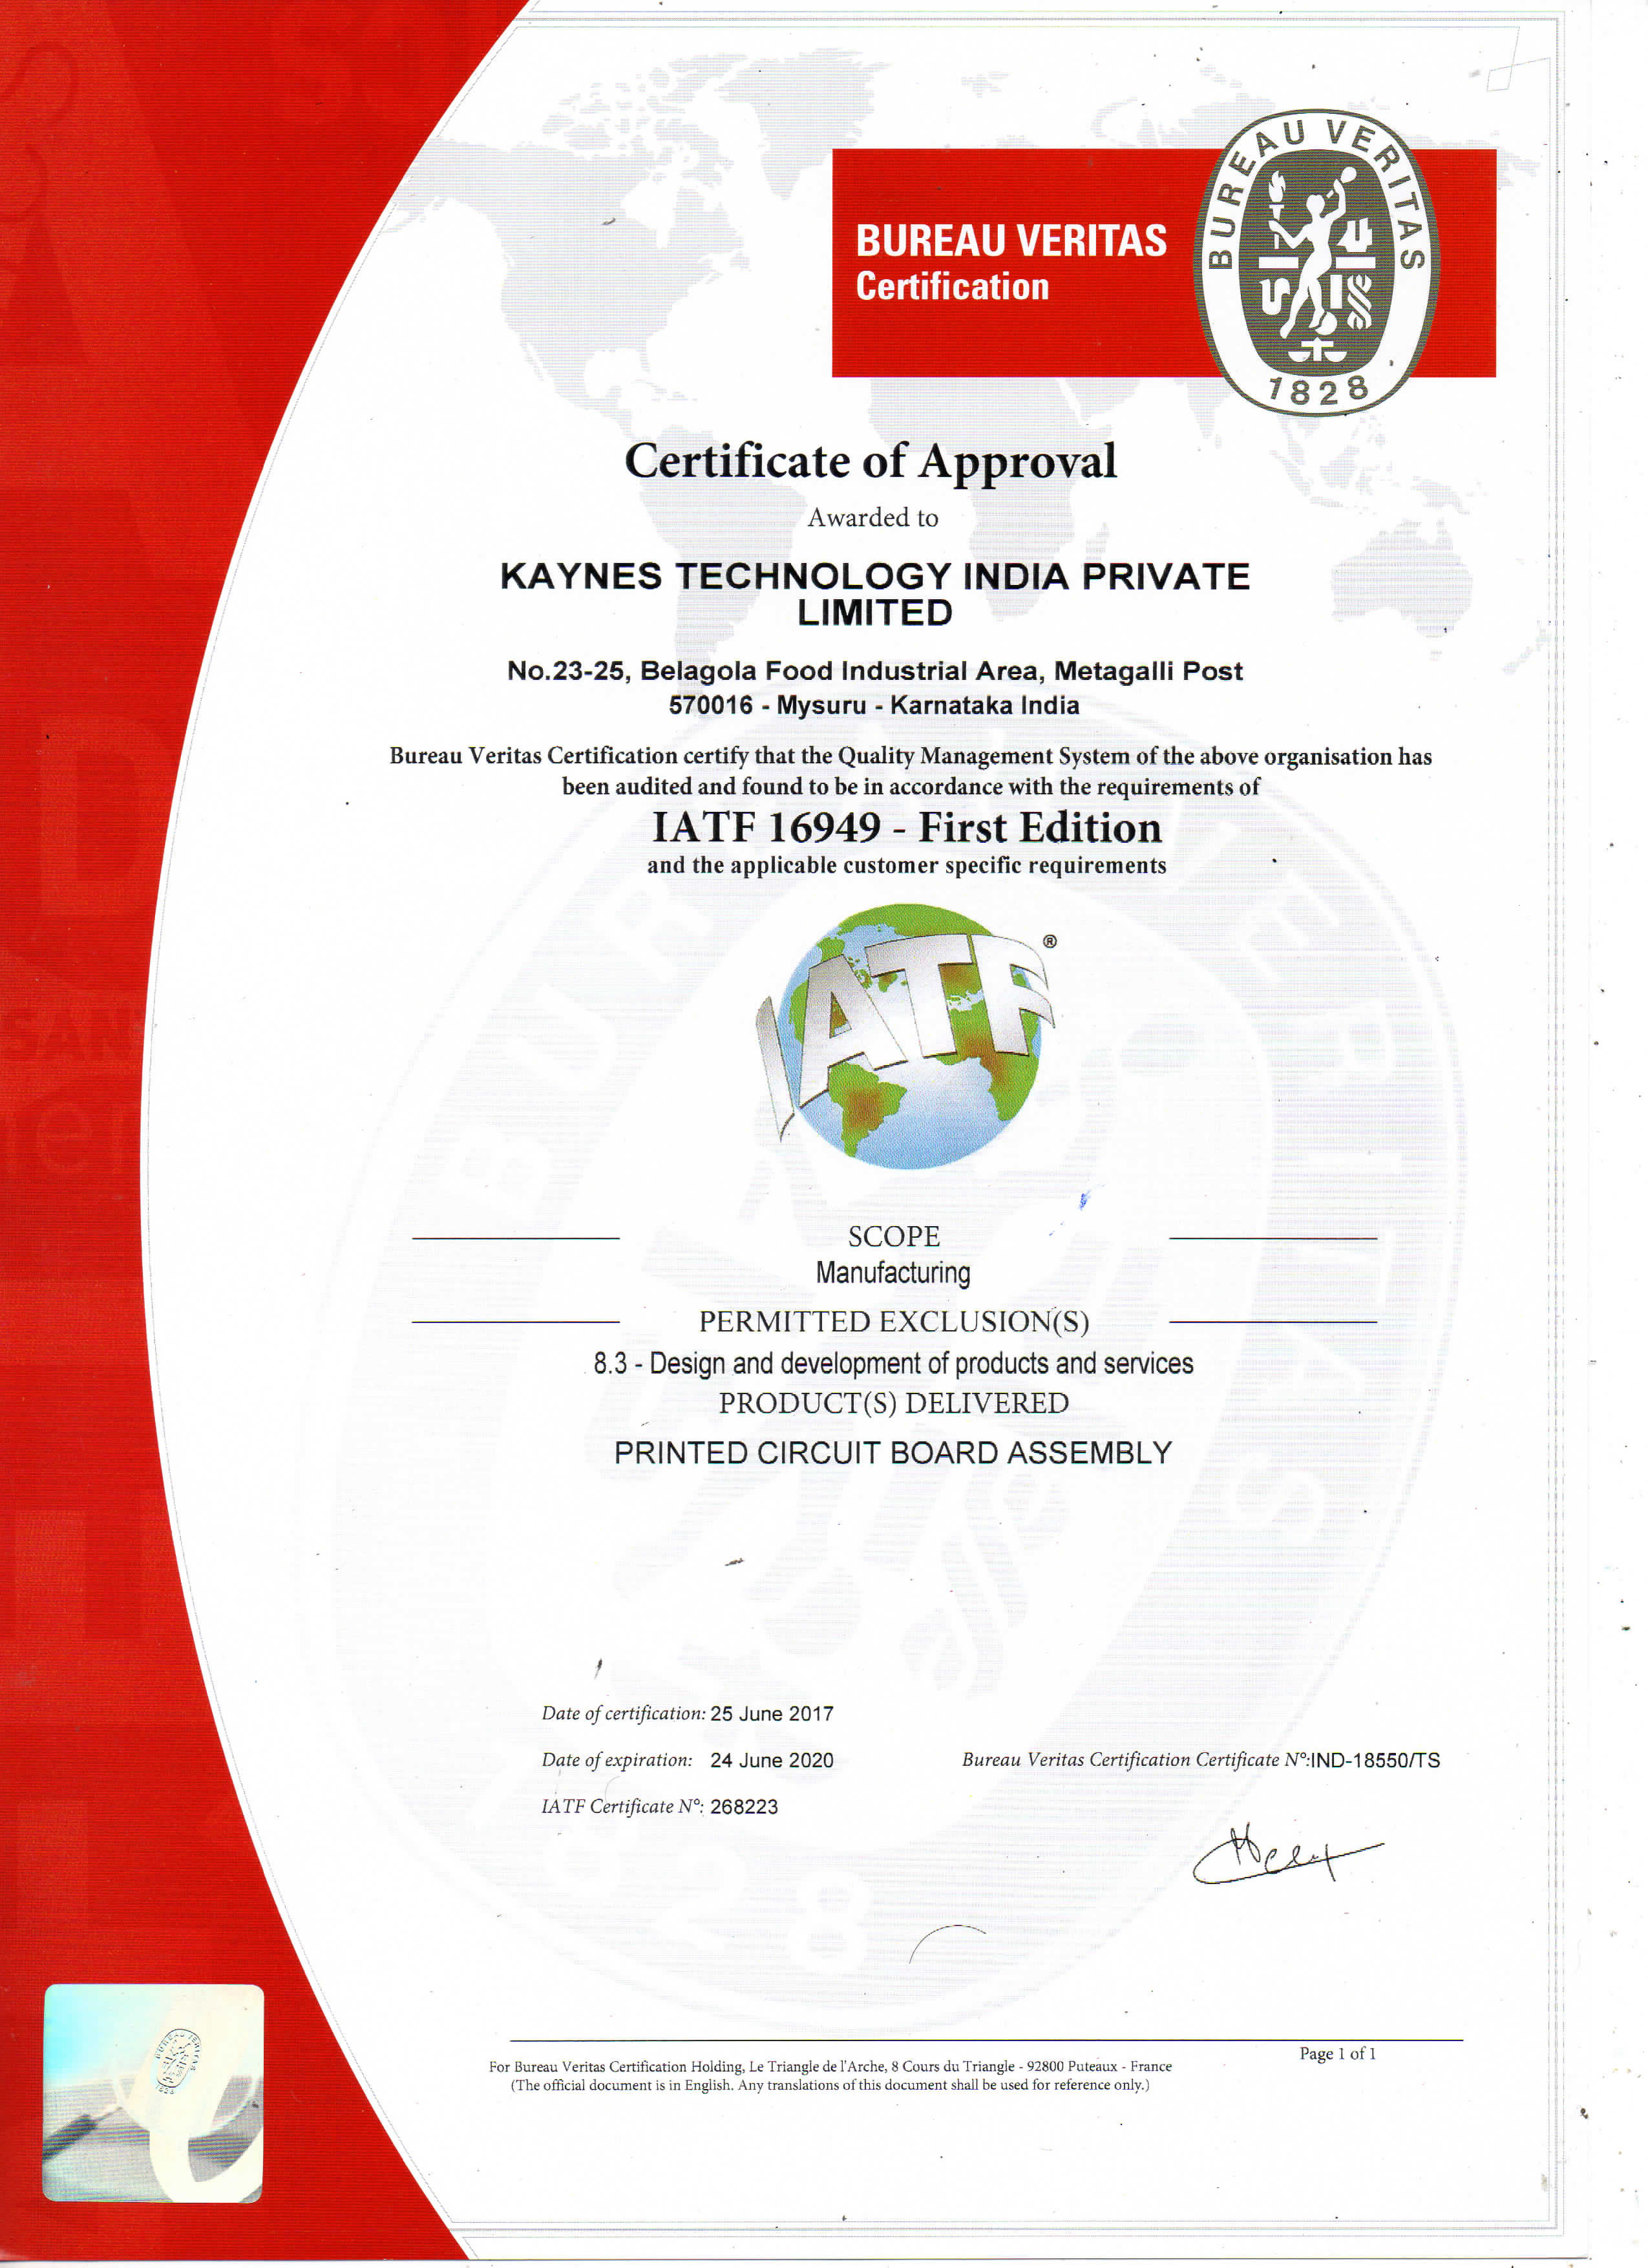 BUREAU VERITAS
Certification
BUREAU VERITAS
1828
Certificate of Approval
Awarded to
KAYNES TECHNOLOGY INDIA PRIVATE
LIMITED
No.23-25, Belagola Food Industrial Area, Metagalli Post
570016 - Mysuru - Karnataka India
Bureau Veritas Certification certify that the Quality Management System of the above organisation has
been audited and found to be in accordance with the requirements of
IATF 16949 - First Edition
and the applicable customer specific requirements
IATF®
SCOPE
Manufacturing
PERMITTED EXCLUSION(S)
8.3 - Design and development of products and services
PRODUCT(S) DELIVERED
PRINTED CIRCUIT BOARD ASSEMBLY
Date of certification: 25 June 2017
Date of expiration: 24 June 2020
Bureau Veritas Certification Certificate N°:IND-18550/TS
IATF Certificate N°: 268223
Page 1 of 1
For Bureau Veritas Certification Holding, Le Triangle de l'Arche, 8 Cours du Triangle - 92800 Puteaux - France
(The official document is in English. Any translations of this document shall be used for reference only.)
BUREAU VERITAS
1828